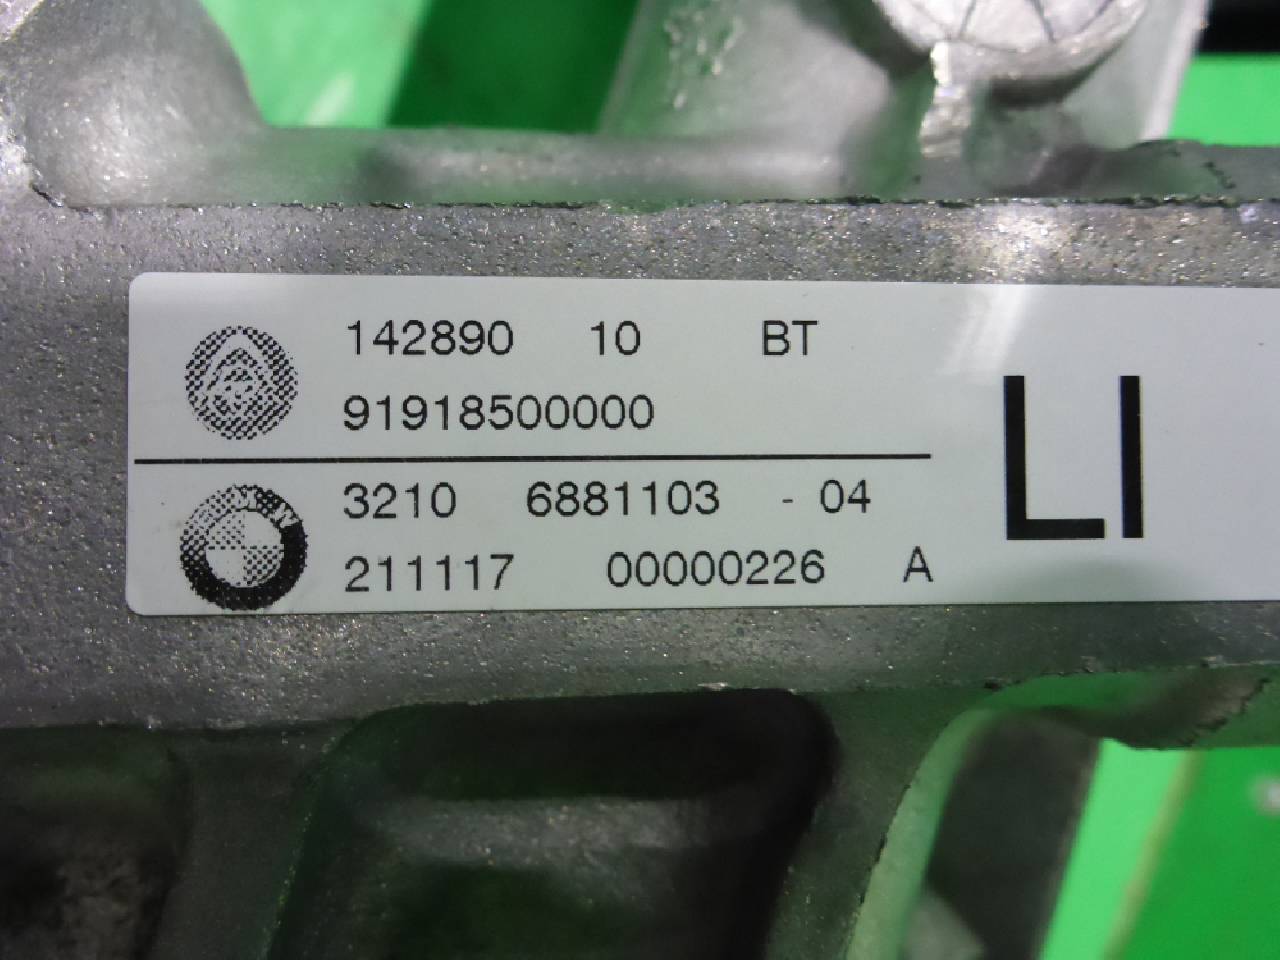 142890 10 BT
91918500000
3210 6881103 - 04
211117 00000226 A
LI